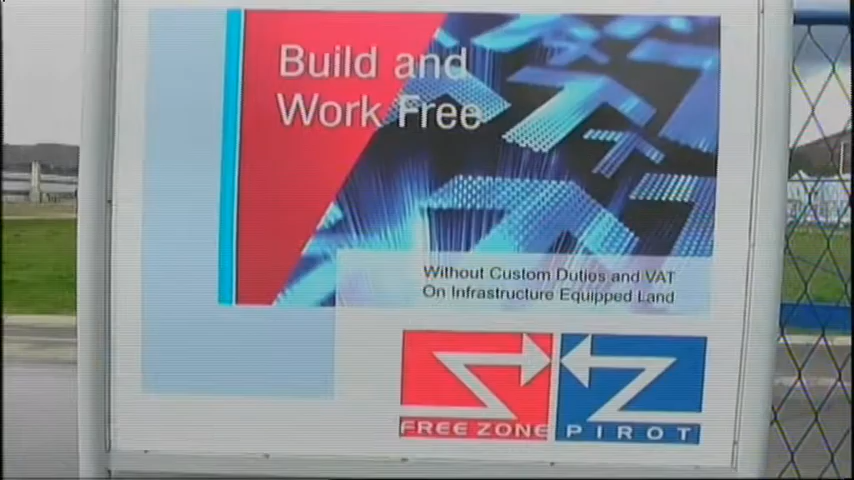 Build and
Work Free
Without Custom Duties and VAT
On Infrastructure Equipped Land
FREE ZONE PIROT